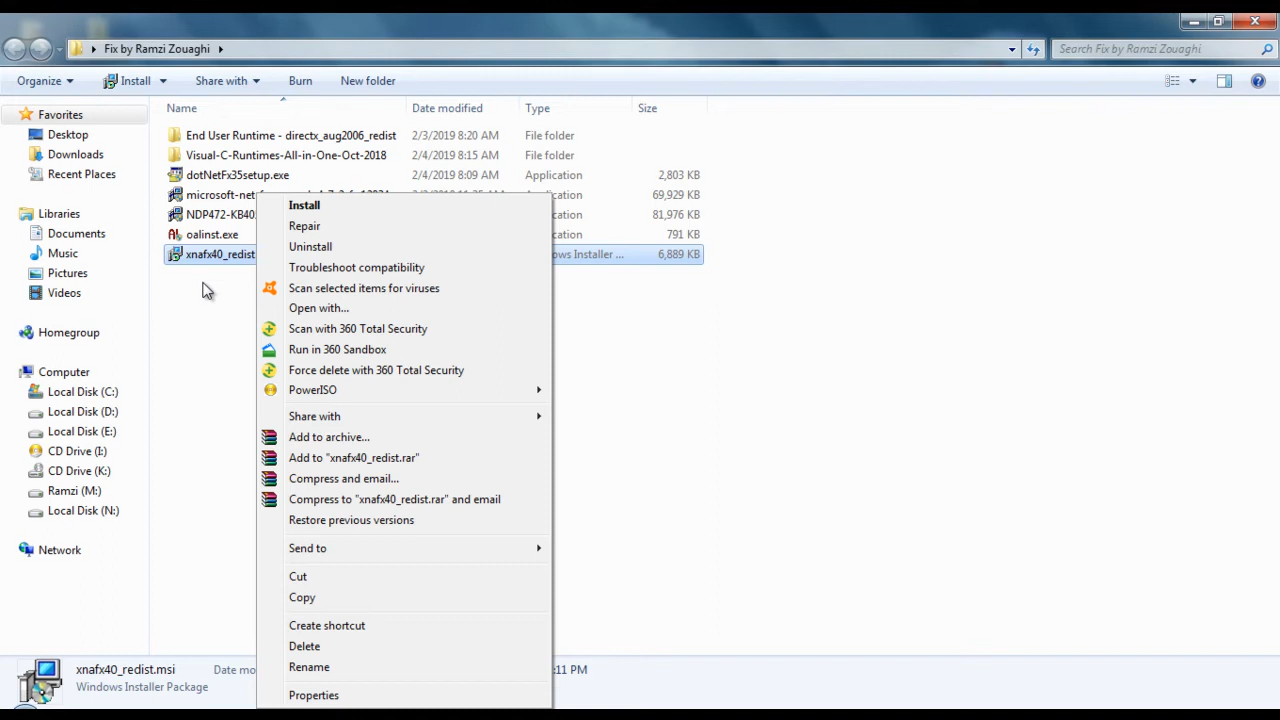 Fix by Ramzi Zouaghi
Search Fix by Ramzi Zouaghi
Organize
Install
Share with
Burn
New folder
Name
Date modified
Type
Size
Favorites
Desktop
Downloads
Recent Places
Libraries
Documents
Music
Pictures
Videos
Homegroup
Computer
Local Disk (C:)
Local Disk (D:)
Local Disk (E:)
CD Drive (I:)
CD Drive (K:)
Ramzi (M:)
Local Disk (N:)
Network
End User Runtime - directx_aug2006_redist 2/3/2019 8:20 AM File folder
Visual-C-Runtimes-All-in-One-Oct-2018 2/4/2019 8:15 AM File folder
dotNetFx35setup.exe 2/4/2019 8:09 AM Application 2,803 KB
Application 69,929 KB
Application 81,976 KB
oalinst.exe Application 791 KB
xnafx40_redist ows Installer ... 6,889 KB
Install
Repair
Uninstall
Troubleshoot compatibility
Scan selected items for viruses
Open with...
Scan with 360 Total Security
Run in 360 Sandbox
Force delete with 360 Total Security
PowerISO
Share with
Add to archive...
Add to "xnafx40_redist.rar"
Compress and email...
Compress to "xnafx40_redist.rar" and email
Restore previous versions
Send to
Cut
Copy
Create shortcut
Delete
Rename
Properties
xnafx40_redist.msi Date mo :11 PM
Windows Installer Package